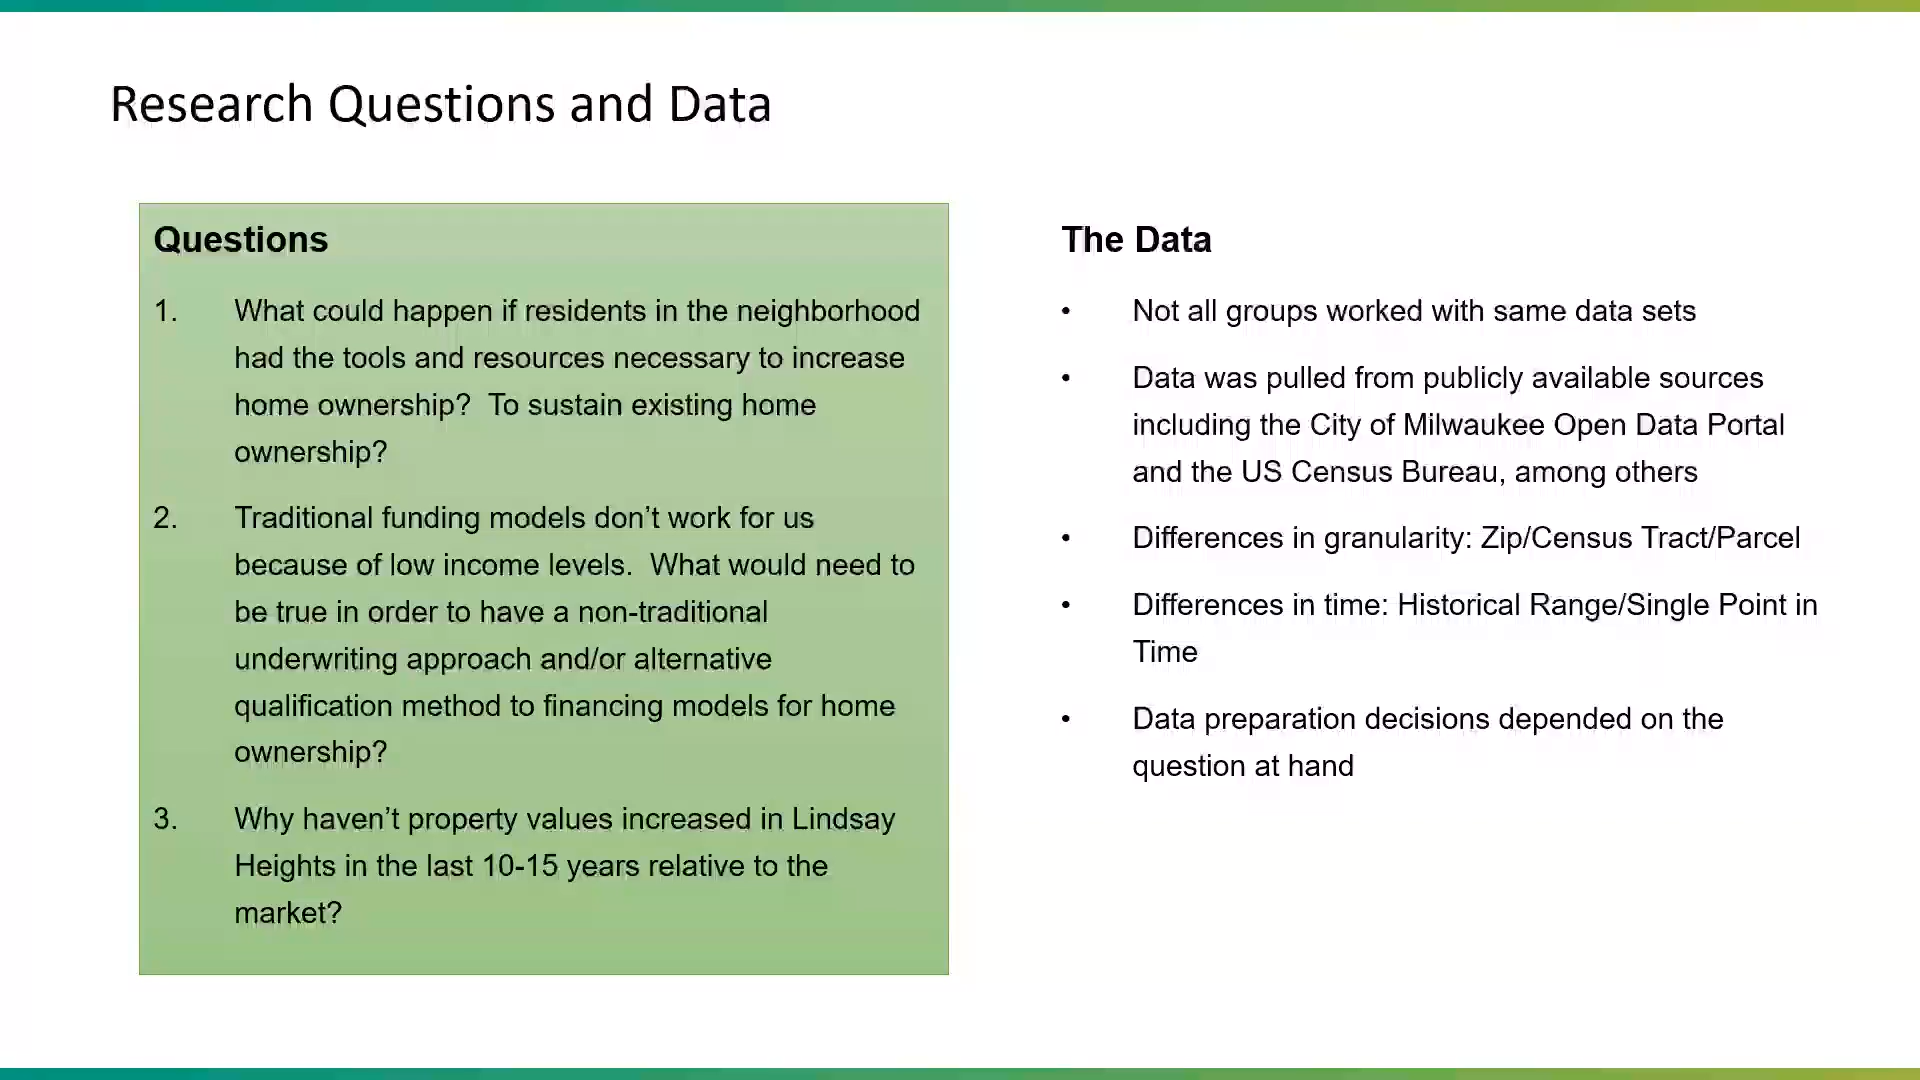 Research Questions and Data
Questions
1. What could happen if residents in the neighborhood
had the tools and resources necessary to increase
home ownership?  To sustain existing home
ownership?
2. Traditional funding models don’t work for us
because of low income levels.  What would need to
be true in order to have a non-traditional
underwriting approach and/or alternative
qualification method to financing models for home
ownership?
3. Why haven’t property values increased in Lindsay
Heights in the last 10-15 years relative to the
market?
The Data
• Not all groups worked with same data sets
• Data was pulled from publicly available sources
including the City of Milwaukee Open Data Portal
and the US Census Bureau, among others
• Differences in granularity: Zip/Census Tract/Parcel
• Differences in time: Historical Range/Single Point in
Time
• Data preparation decisions depended on the
question at hand